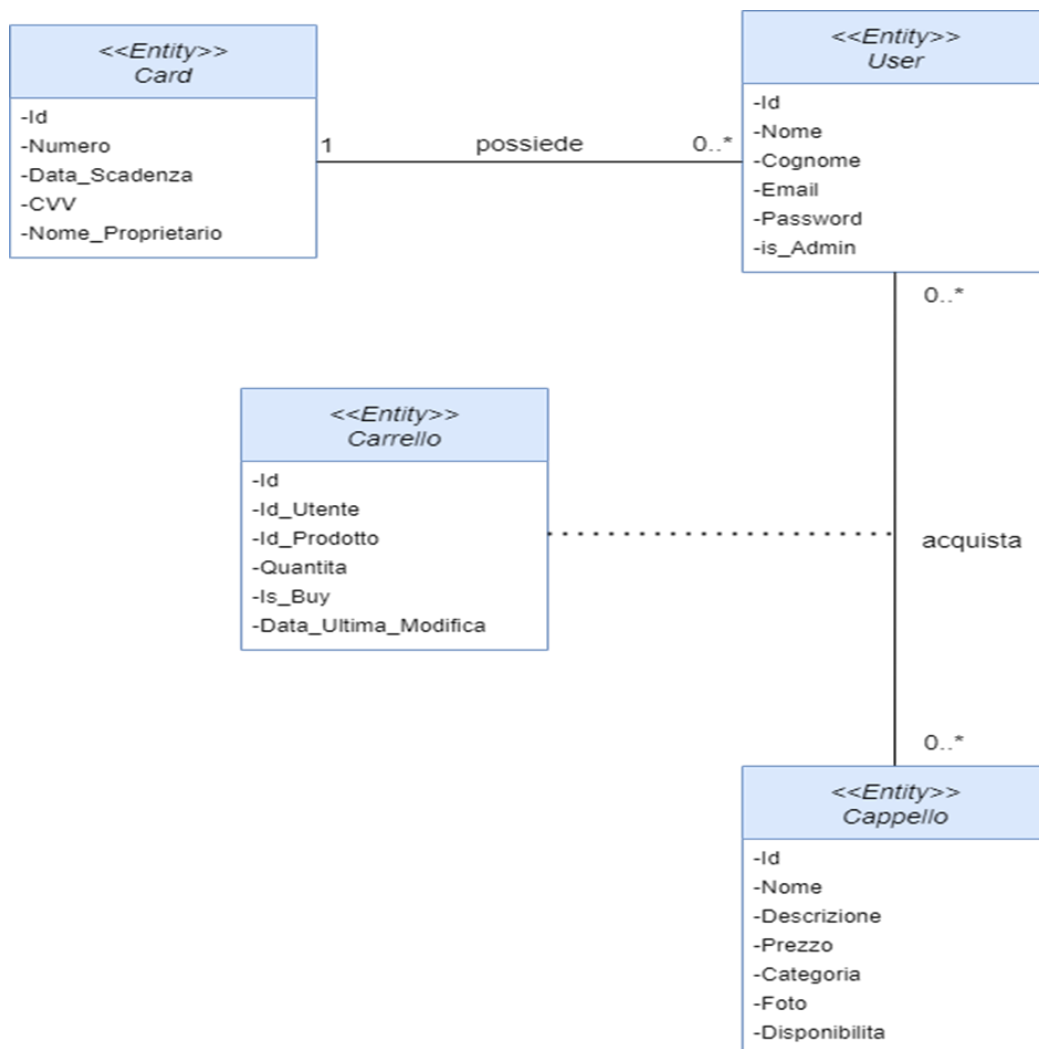 <<Entity>>
Card
-Id
-Numero
-Data_Scadenza
-CVV
-Nome_Proprietario
1
possiede
0..*
<<Entity>>
User
-Id
-Nome
-Cognome
-Email
-Password
-is_Admin
0..*
<<Entity>>
Carrello
-Id
-Id_Utente
-Id_Prodotto
-Quantita
-Is_Buy
-Data_Ultima_Modifica
acquista
0..*
<<Entity>>
Cappello
-Id
-Nome
-Descrizione
-Prezzo
-Categoria
-Foto
-Disponibilita